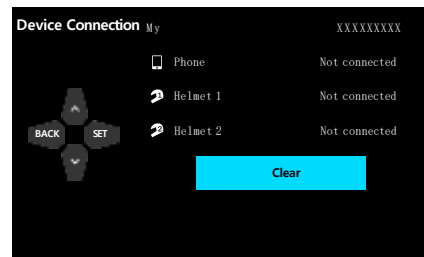 Device Connection My XXXXXXXXX
Phone Not connected
Helmet 1 Not connected
BACK SET
Helmet 2 Not connected
Clear